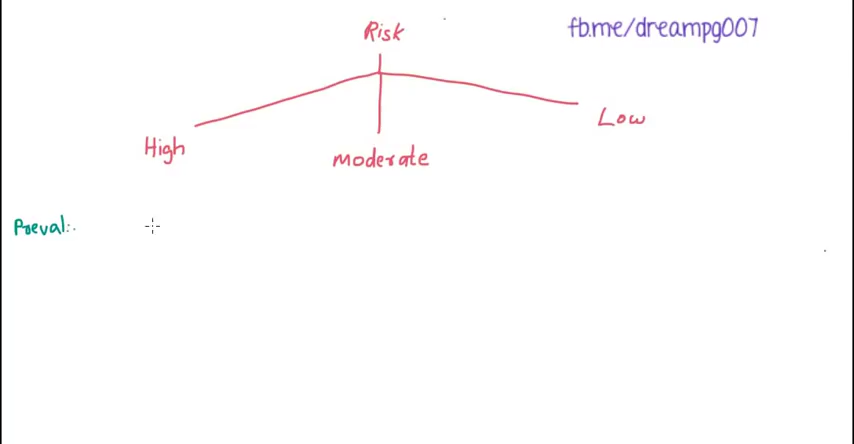 Risk
fb.me/dreampg007
High
moderate
Low
Preval:.